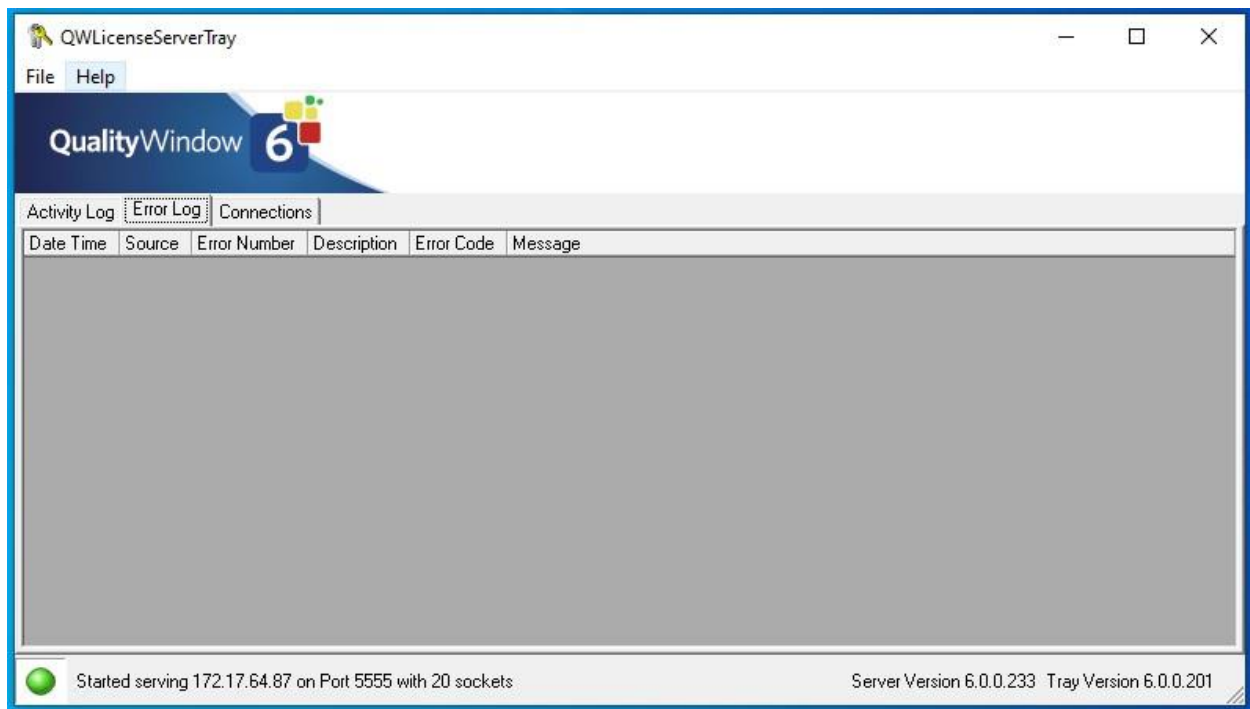 QWLicenseServerTray
File Help
QualityWindow 6
Activity Log Error Log Connections
Date Time Source Error Number Description Error Code Message
Started serving 172.17.64.87 on Port 5555 with 20 sockets Server Version 6.0.0.233 Tray Version 6.0.0.201